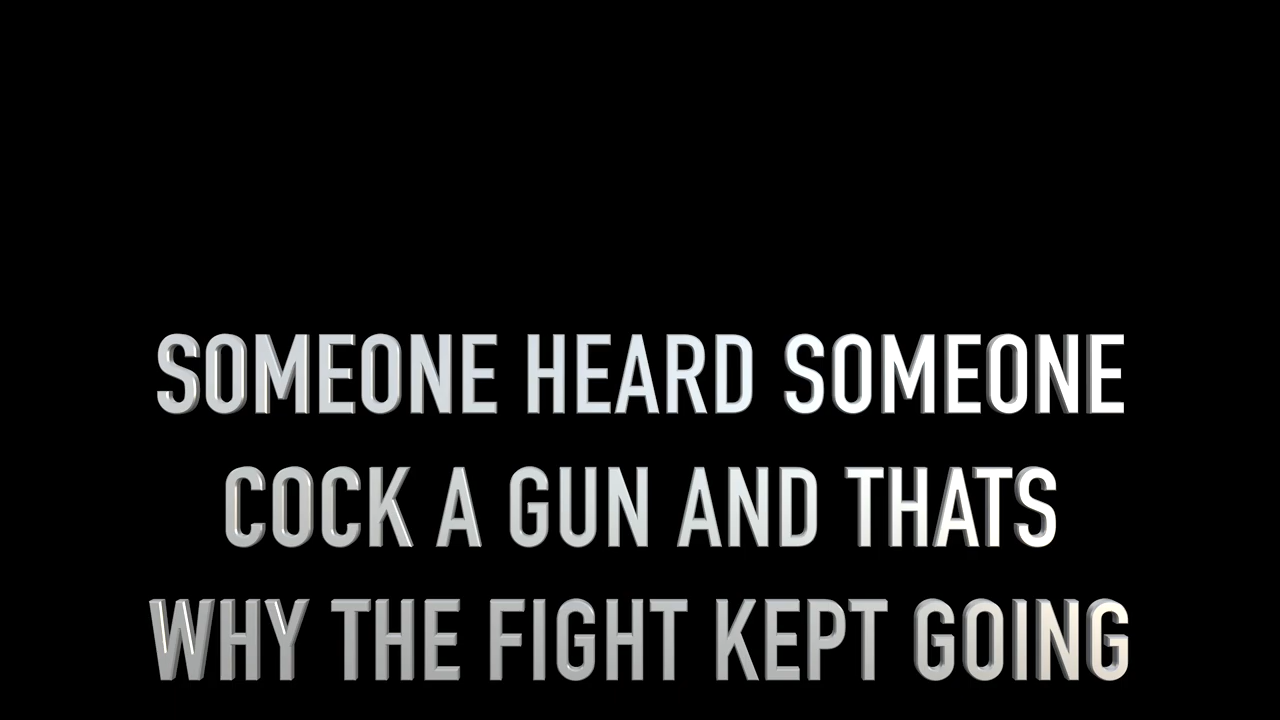 SOMEONE HEARD SOMEONE
COCK A GUN AND THATS
WHY THE FIGHT KEPT GOING